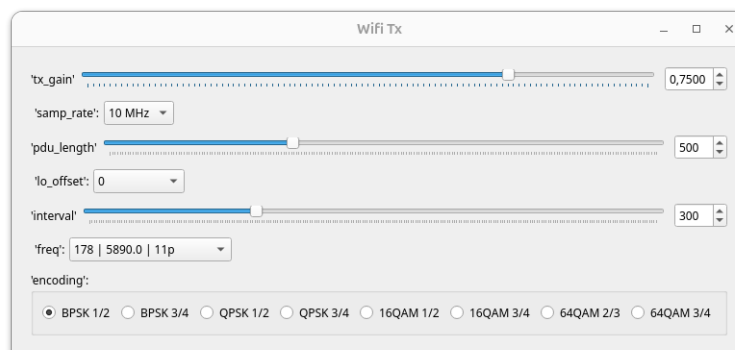 Wifi Tx
'tx_gain' 0,7500
'samp_rate': 10 MHz
'pdu_length' 500
'lo_offset': 0
'interval' 300
'freq': 178 | 5890.0 | 11p
'encoding':
BPSK 1/2 BPSK 3/4 QPSK 1/2 QPSK 3/4 16QAM 1/2 16QAM 3/4 64QAM 2/3 64QAM 3/4